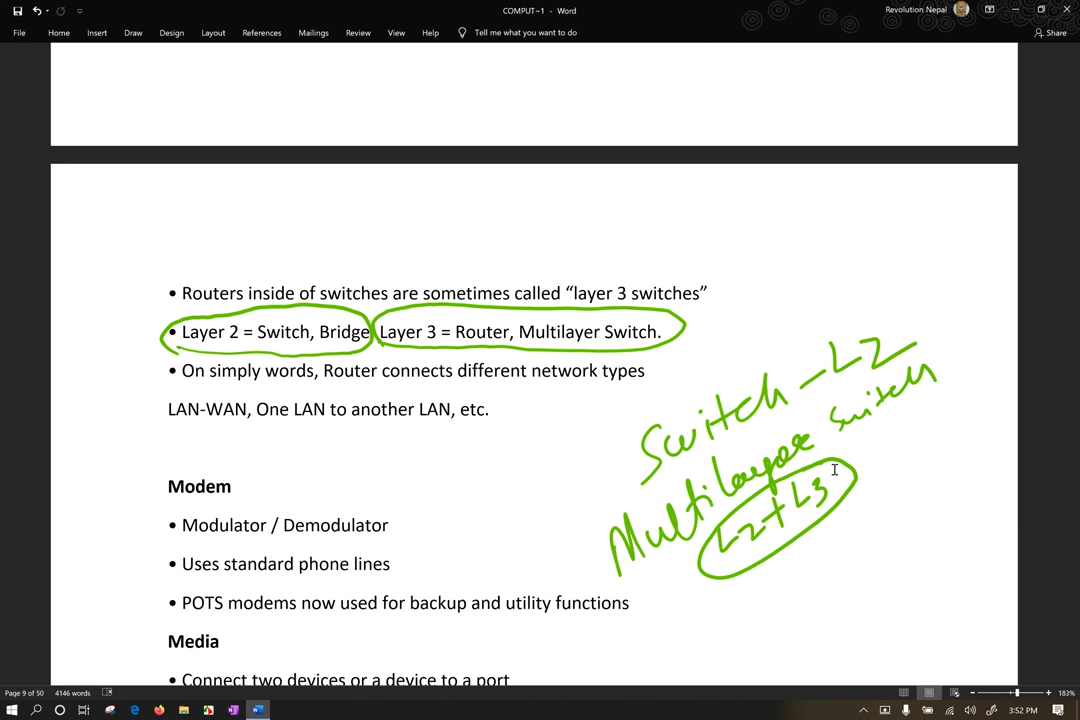 COMPUT~1 - Word
Revolution Nepal
File Home Insert Draw Design Layout References Mailings Review View Help Tell me what you want to do Share
• Routers inside of switches are sometimes called “layer 3 switches”
• Layer 2 = Switch, Bridge Layer 3 = Router, Multilayer Switch.
• On simply words, Router connects different network types
LAN-WAN, One LAN to another LAN, etc.
Switch - L2
Multilayer Switch
L2+L3
Modem
• Modulator / Demodulator
• Uses standard phone lines
• POTS modems now used for backup and utility functions
Media
• Connect two devices or a device to a port
Page 9 of 50 4146 words 183%
3:52 PM